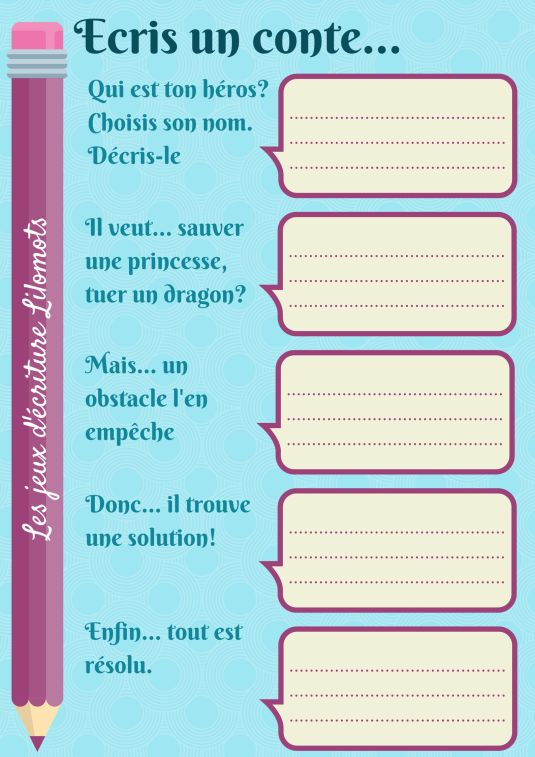 Ecris un conte...
Qui est ton héros?
Choisis son nom.
Décris-le
Il veut... sauver
une princesse,
tuer un dragon?
Mais... un
obstacle l'en
empêche
Donc... il trouve
une solution!
Enfin... tout est
résolu.
Les jeux d'écriture Lilomots